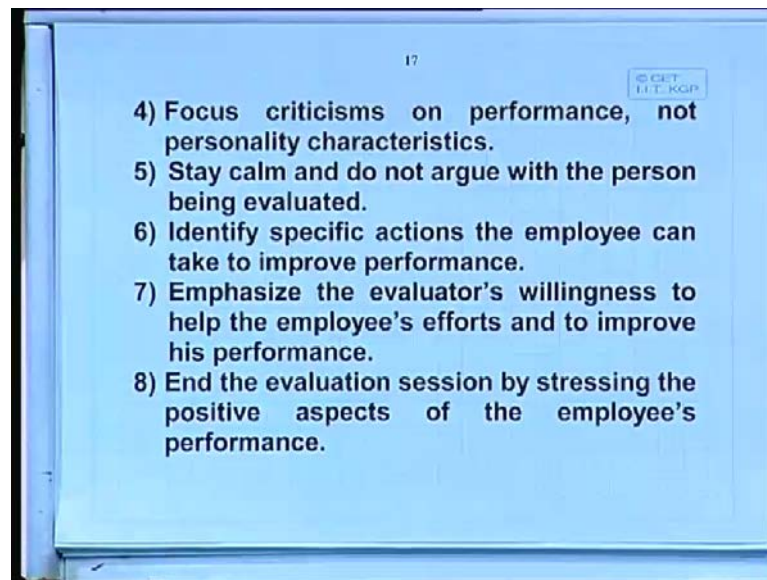 17
© CET
I.I.T. KGP
4) Focus criticisms on performance, not
personality characteristics.
5) Stay calm and do not argue with the person
being evaluated.
6) Identify specific actions the employee can
take to improve performance.
7) Emphasize the evaluator's willingness to
help the employee's efforts and to improve
his performance.
8) End the evaluation session by stressing the
positive aspects of the employee's
performance.